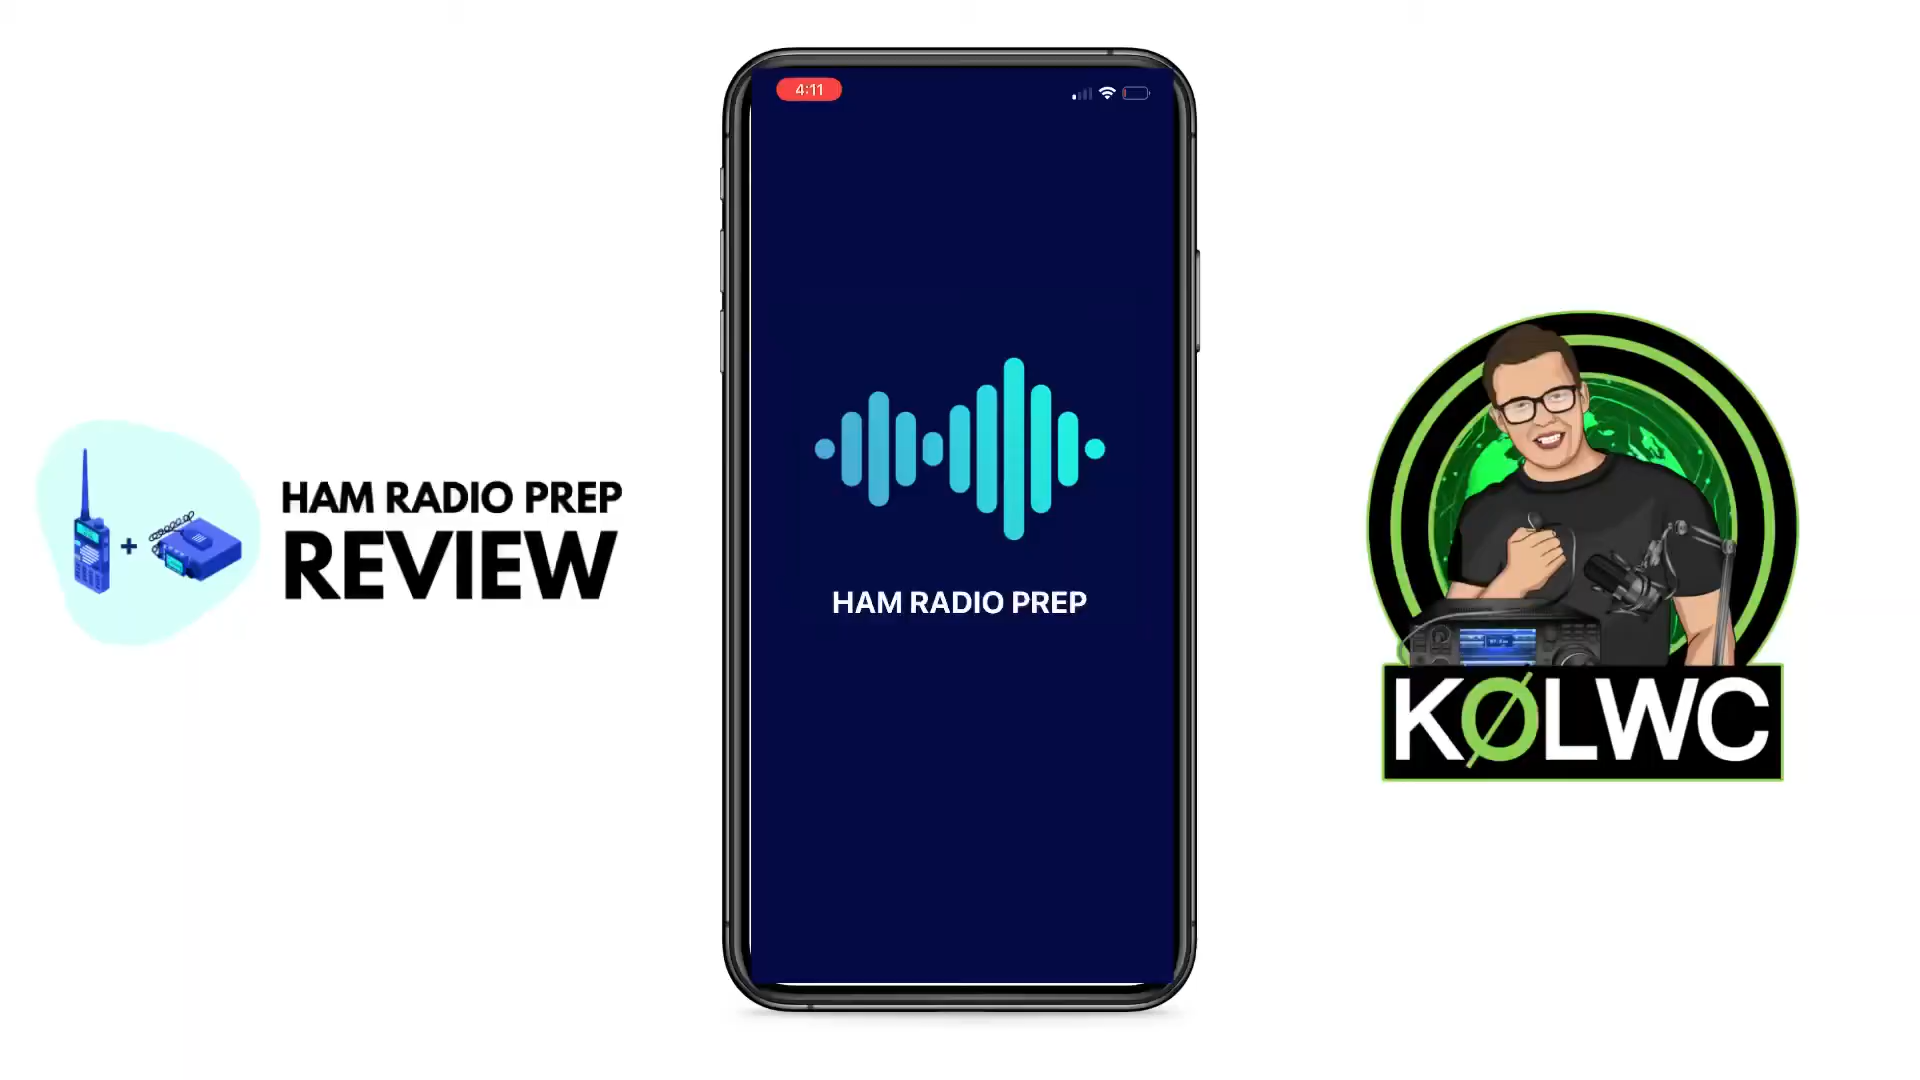 4:11
HAM RADIO PREP
REVIEW
HAM RADIO PREP
KØLWC